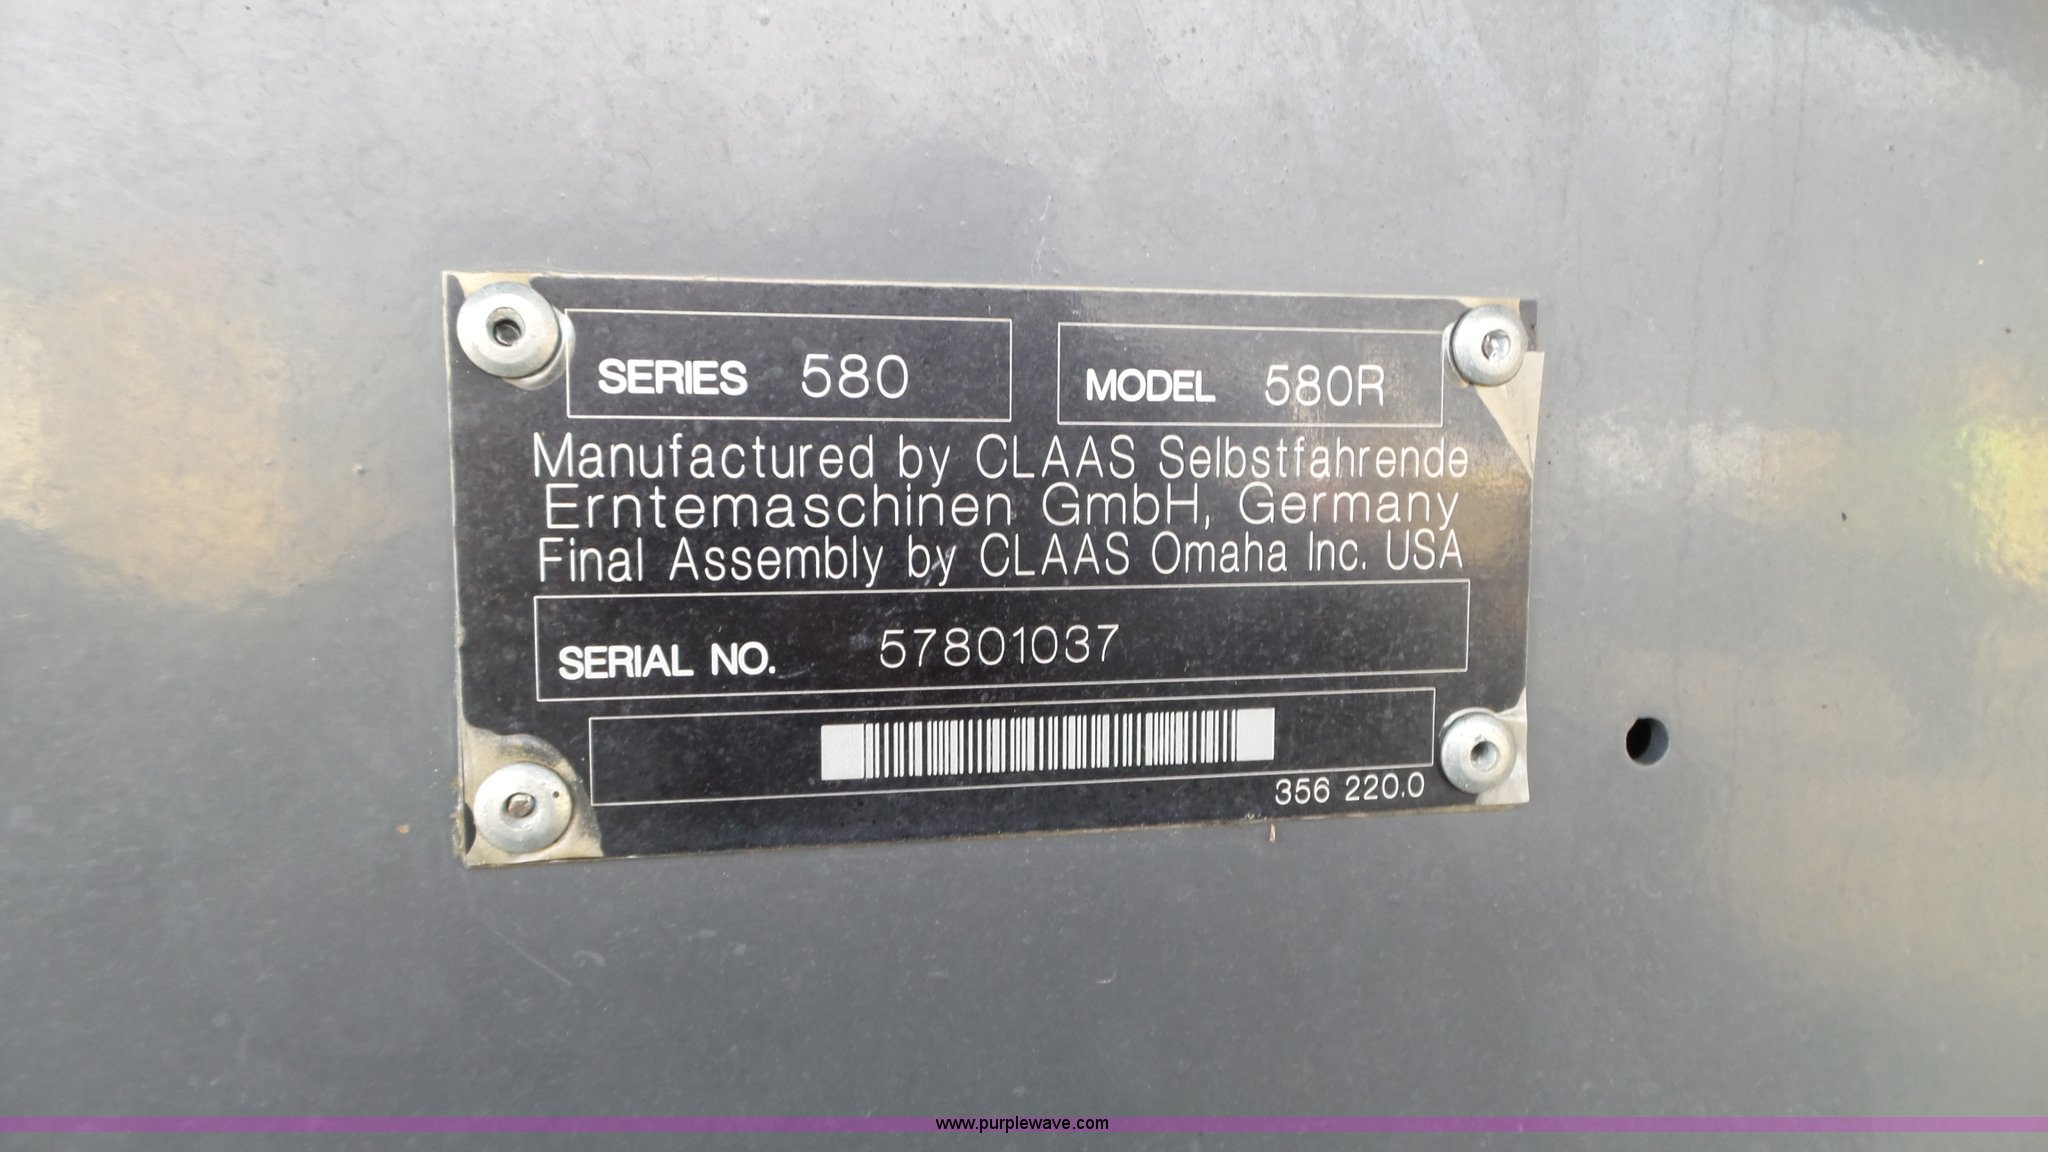 SERIES 580 MODEL 580R
Manufactured by CLAAS Selbstfahrende
Erntemaschinen GmbH, Germany
Final Assembly by CLAAS Omaha Inc. USA
SERIAL NO. 57801037
356 220.0
www.purplewave.com